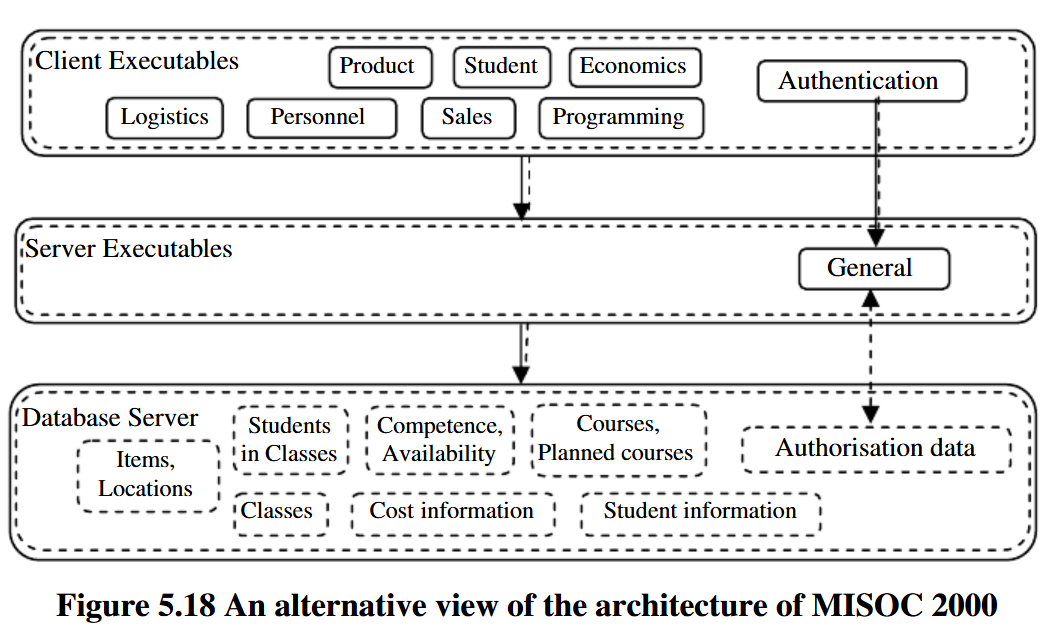 Client Executables
Product
Student
Economics
Authentication
Logistics
Personnel
Sales
Programming
Server Executables
General
Database Server
Students
in Classes
Competence,
Availability
Courses,
Planned courses
Authorisation data
Items,
Locations
Classes
Cost information
Student information
Figure 5.18 An alternative view of the architecture of MISOC 2000